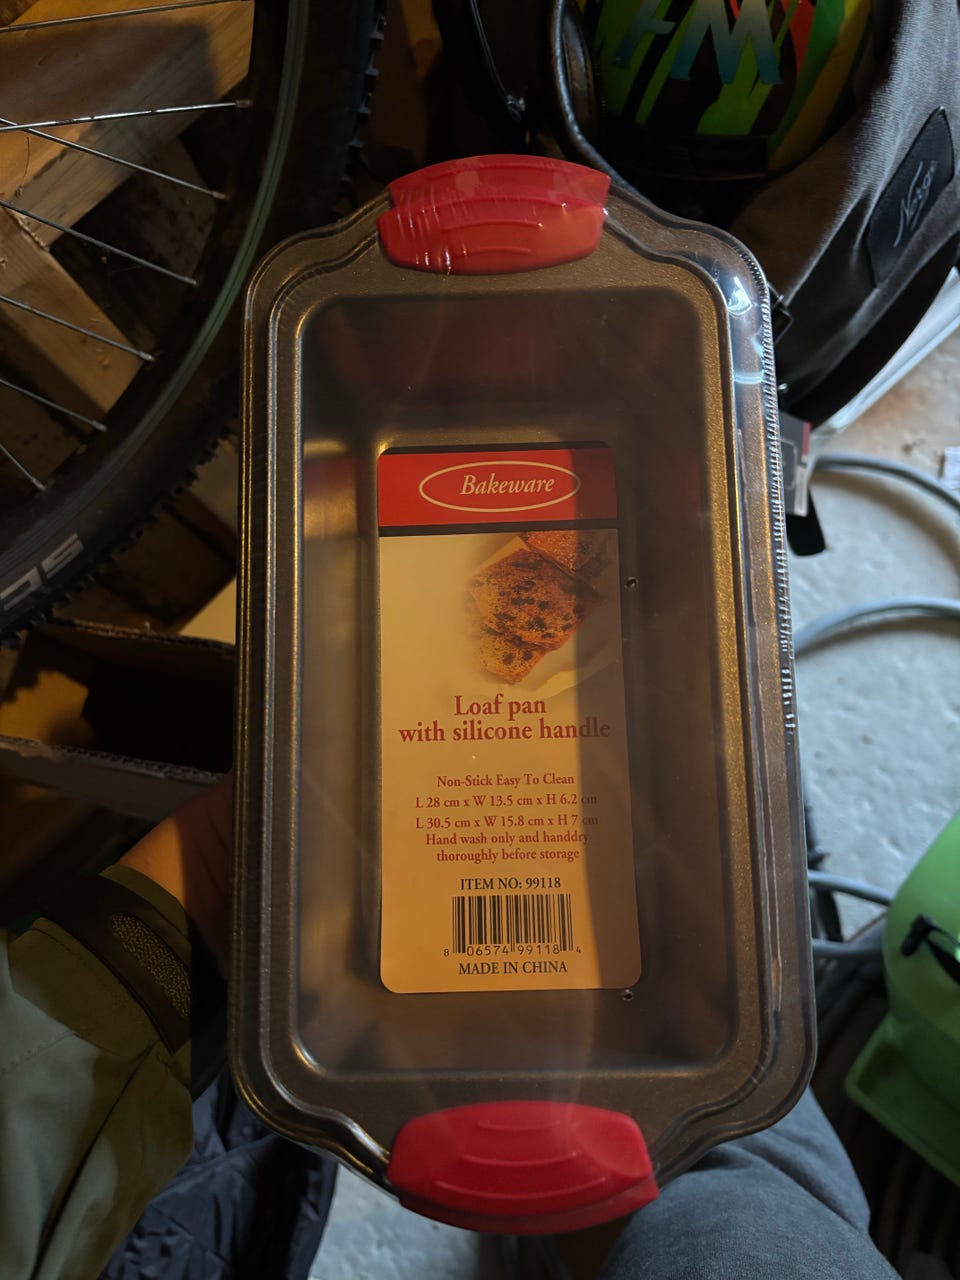 Bakeware
Loaf pan
with silicone handle
Non-Stick Easy To Clean
L 28 cm x W 13.5 cm x H 6.2 cm
L 30.5 cm x W 15.8 cm x H 7 cm
Hand wash only and handdry
thoroughly before storage
ITEM NO: 99118
8 06574 99118 4
MADE IN CHINA